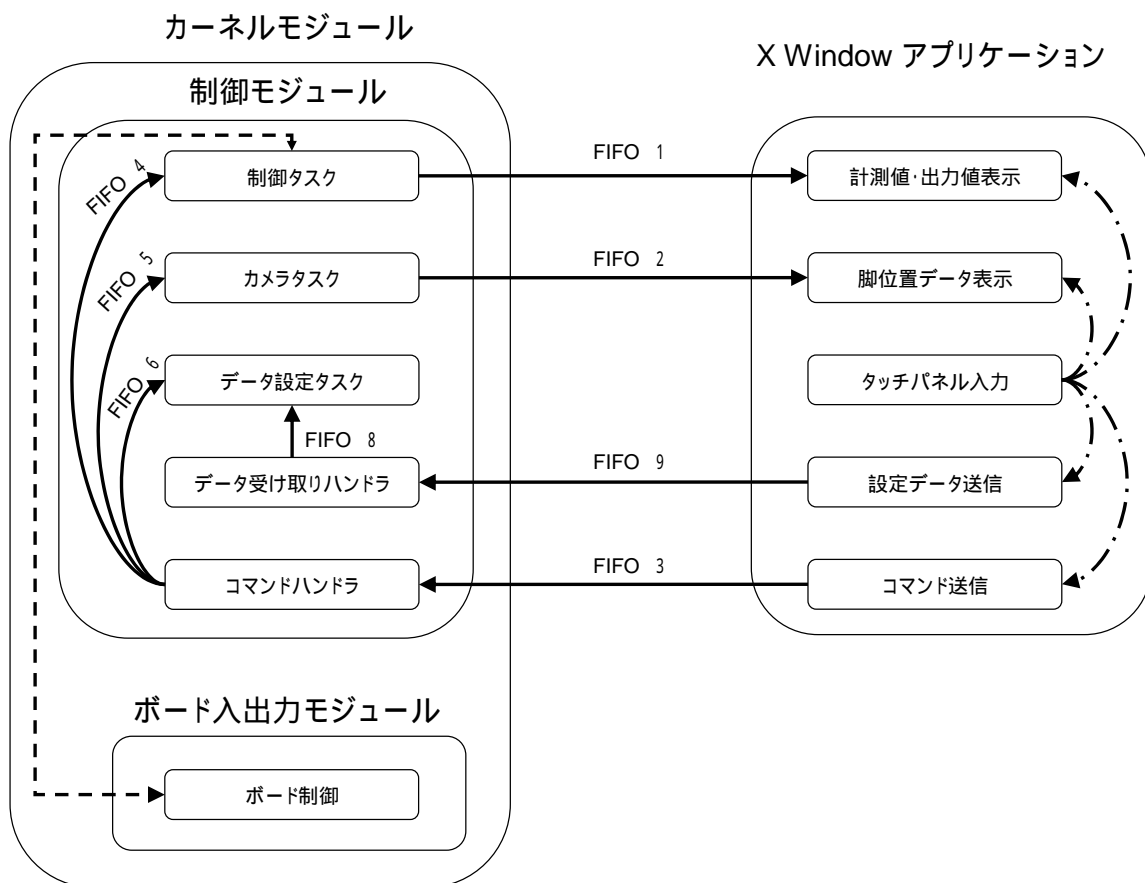 カーネルモジュール
X Window アプリケーション
制御モジュール
FIFO 4
制御タスク
FIFO 1
計測値・出力値表示
FIFO 5
カメラタスク
FIFO 2
脚位置データ表示
FIFO 6
データ設定タスク
タッチパネル入力
FIFO 8
データ受け取りハンドラ
FIFO 9
設定データ送信
コマンドハンドラ
FIFO 3
コマンド送信
ボード入出力モジュール
ボード制御